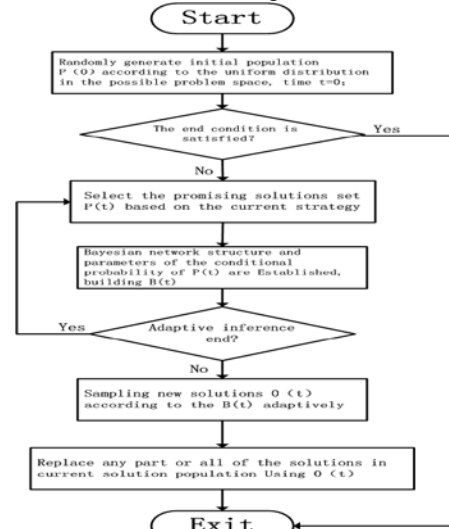 Start
Randomly generate initial population
P (0) according to the uniform distribution
in the possible problem space, time t=0;
The end condition is
satisfied?
Yes
No
Select the promising solutions set
P(t) based on the current strategy
Bayesian network structure and
parameters of the conditional
probability of P(t) are Established,
building B(t)
Yes
Adaptive inference
end?
No
Sampling new solutions O (t)
according to the B(t) adaptively
Replace any part or all of the solutions in
current solution population Using O (t)
Exit